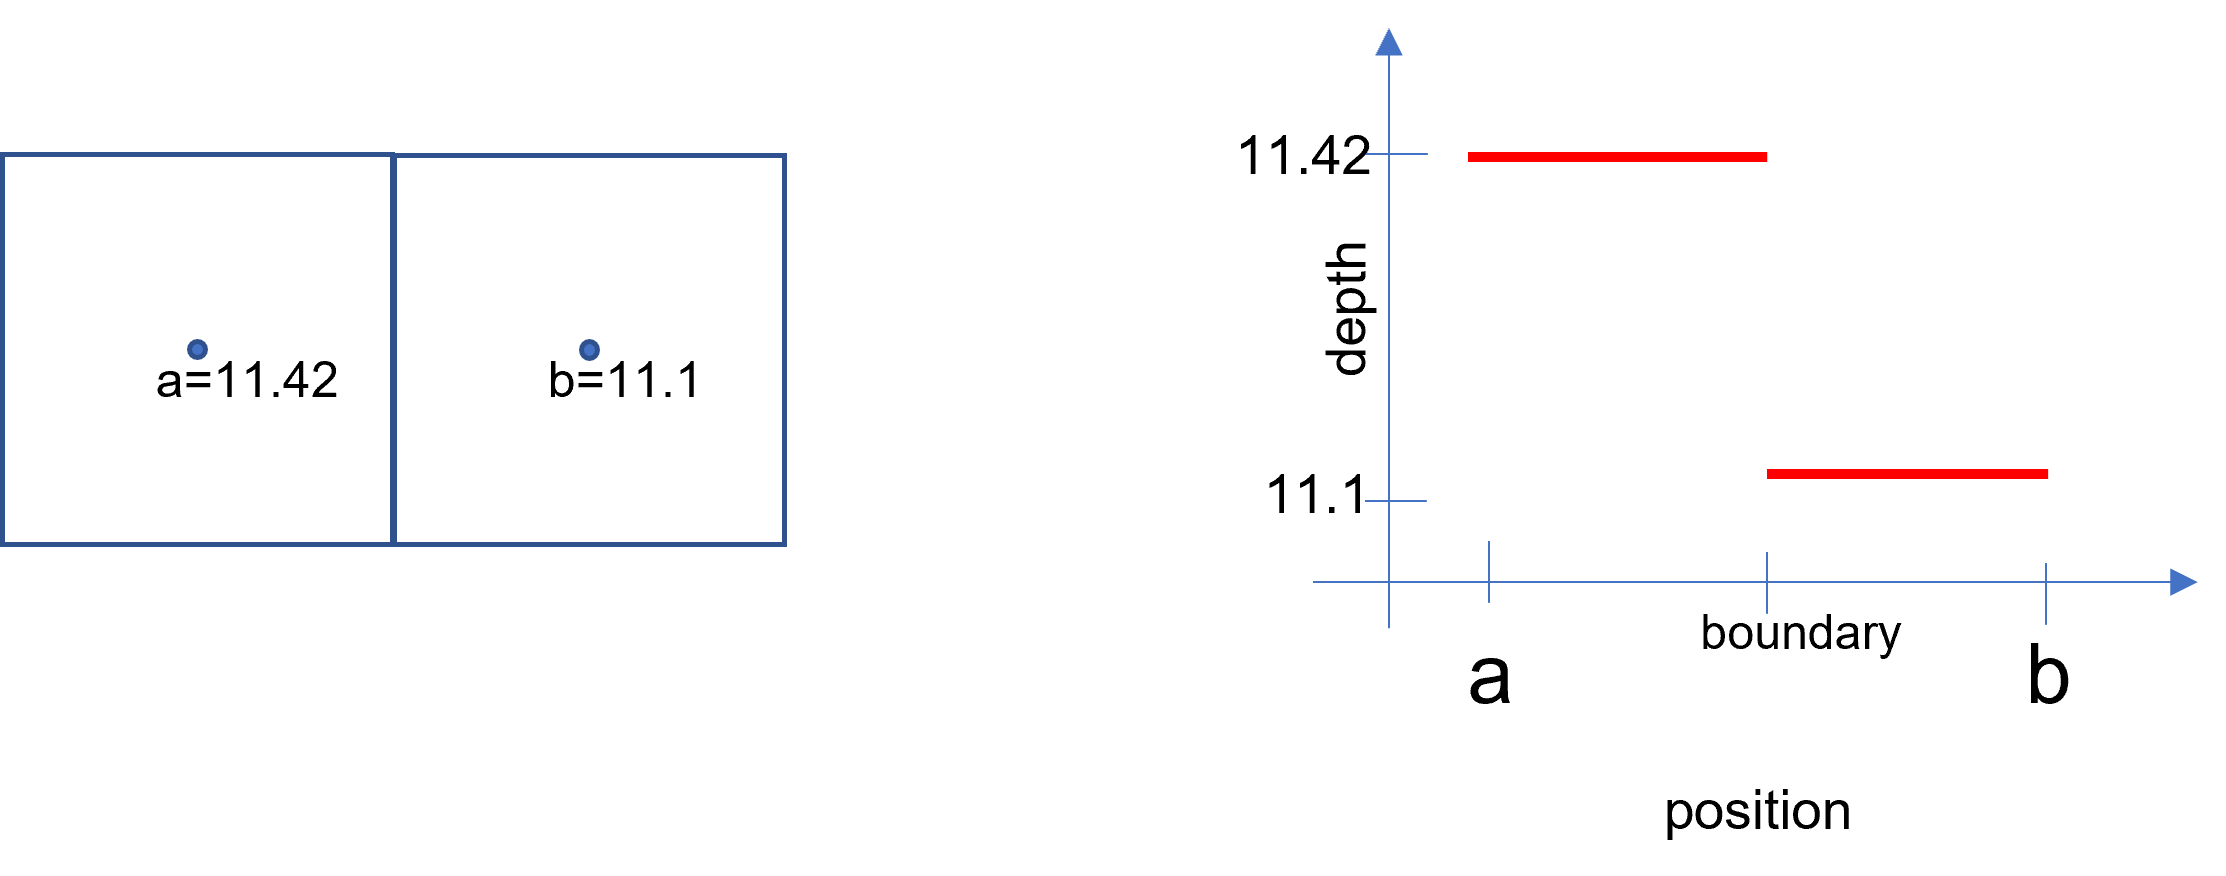 a=11.42
b=11.1
11.42
depth
11.1
boundary
a
b
position